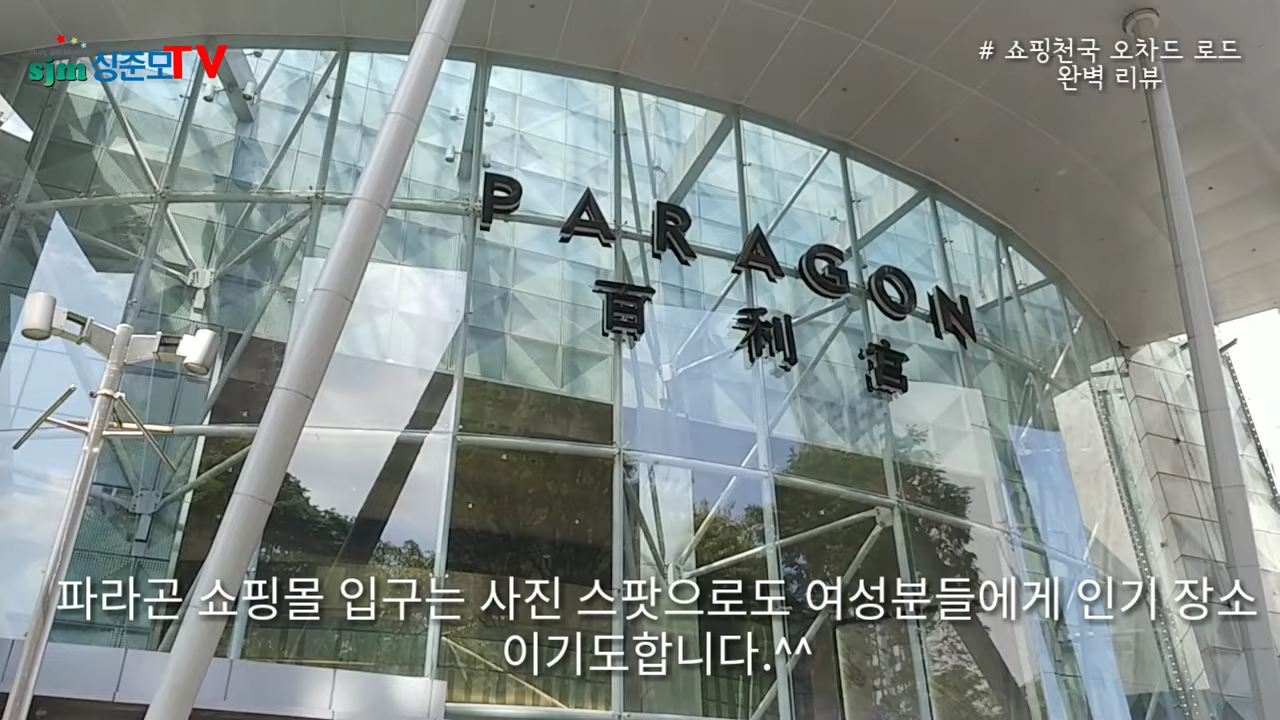 sjm 싱준모TV
# 쇼핑천국 오차드 로드
완벽 리뷰
PARAGON
百利宫
파라곤 쇼핑몰 입구는 사진 스팟으로도 여성분들에게 인기 장소
이기도합니다.^^